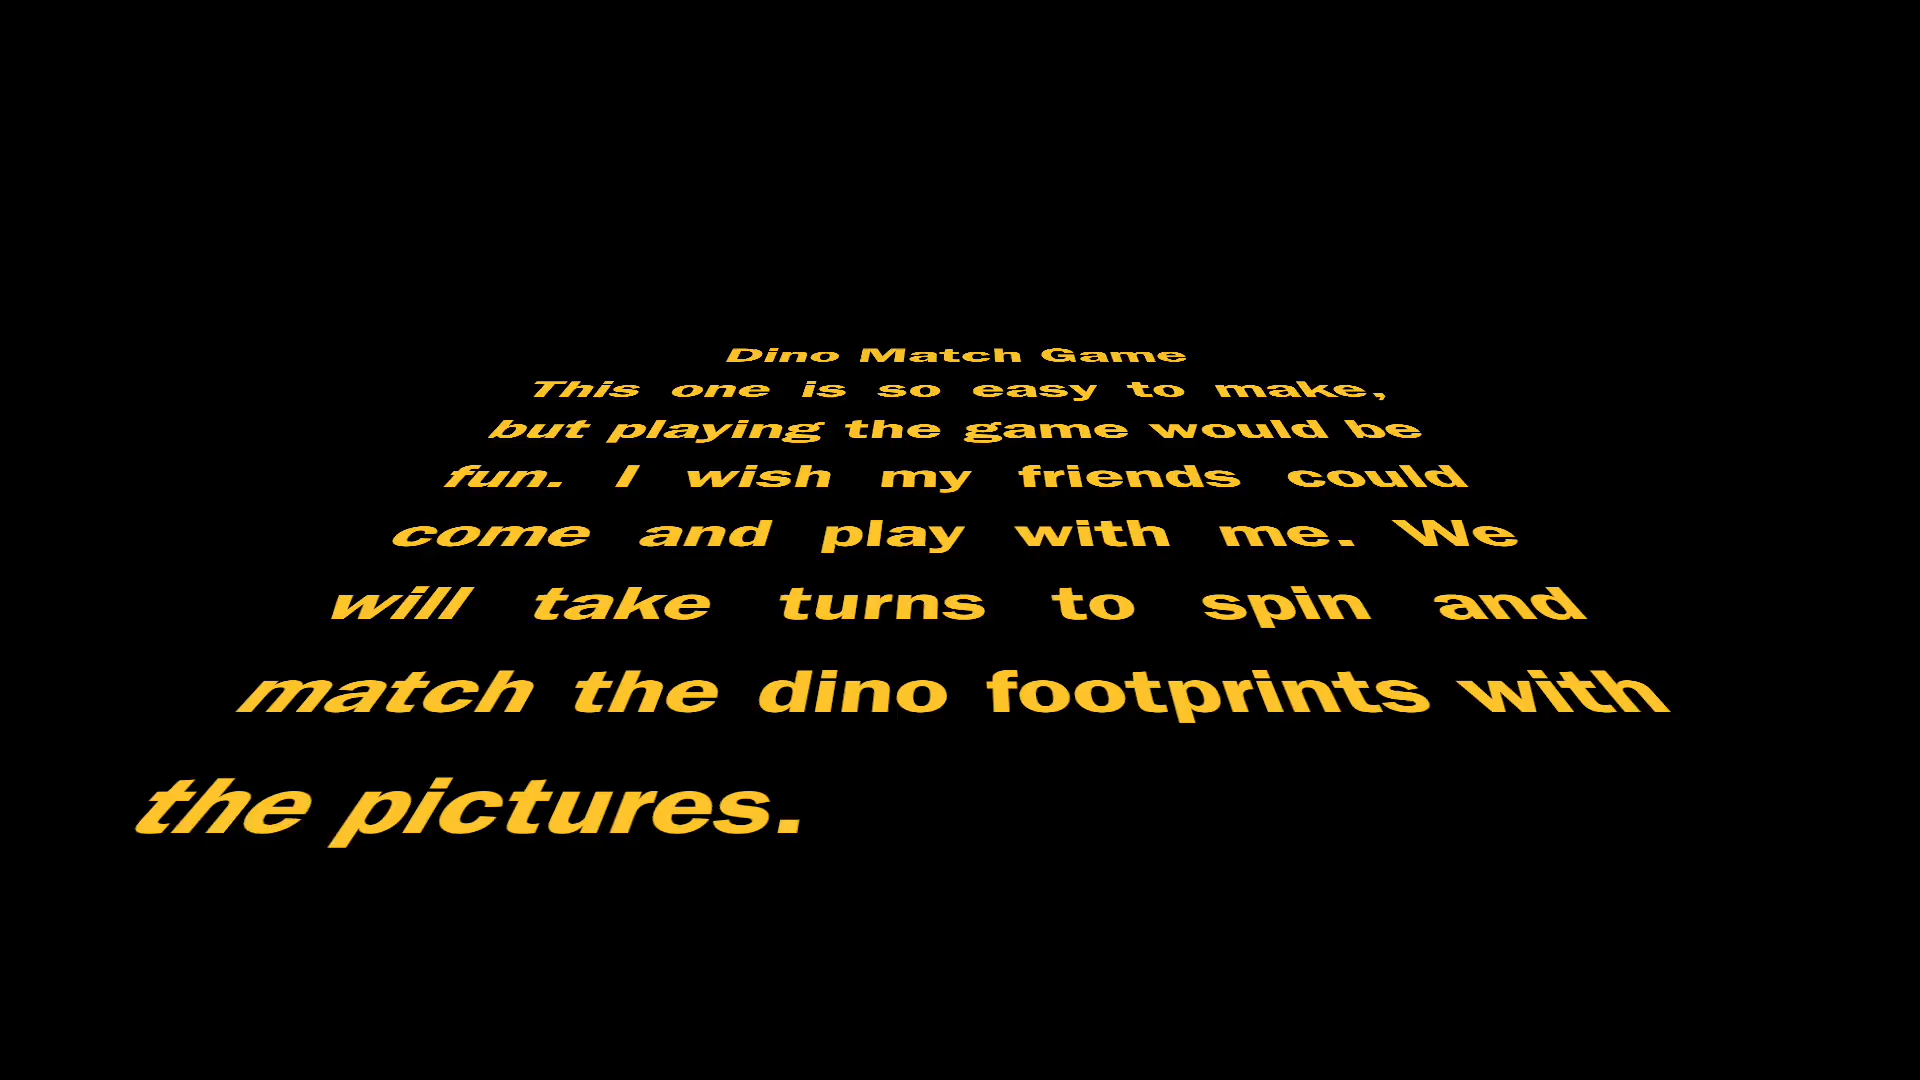 Dino Match Game
This one is so easy to make,
but playing the game would be
fun. I wish my friends could
come and play with me. We
will take turns to spin and
match the dino footprints with
the pictures.